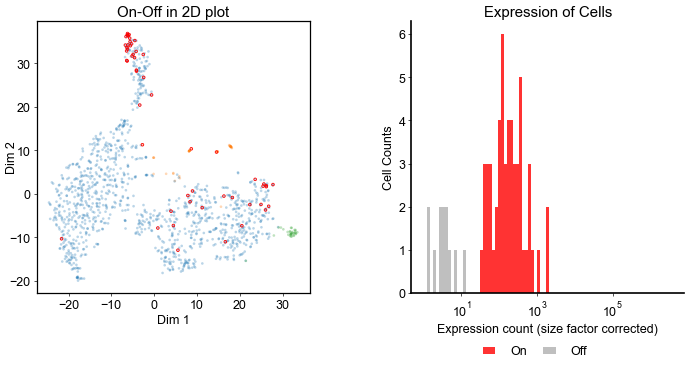 On-Off in 2D plot
Dim 2
30
20
10
0
−10
−20
−20 −10 0 10 20 30
Dim 1
Expression of Cells
Cell Counts
6
5
4
3
2
1
0
10^1 10^3 10^5
Expression count (size factor corrected)
On Off